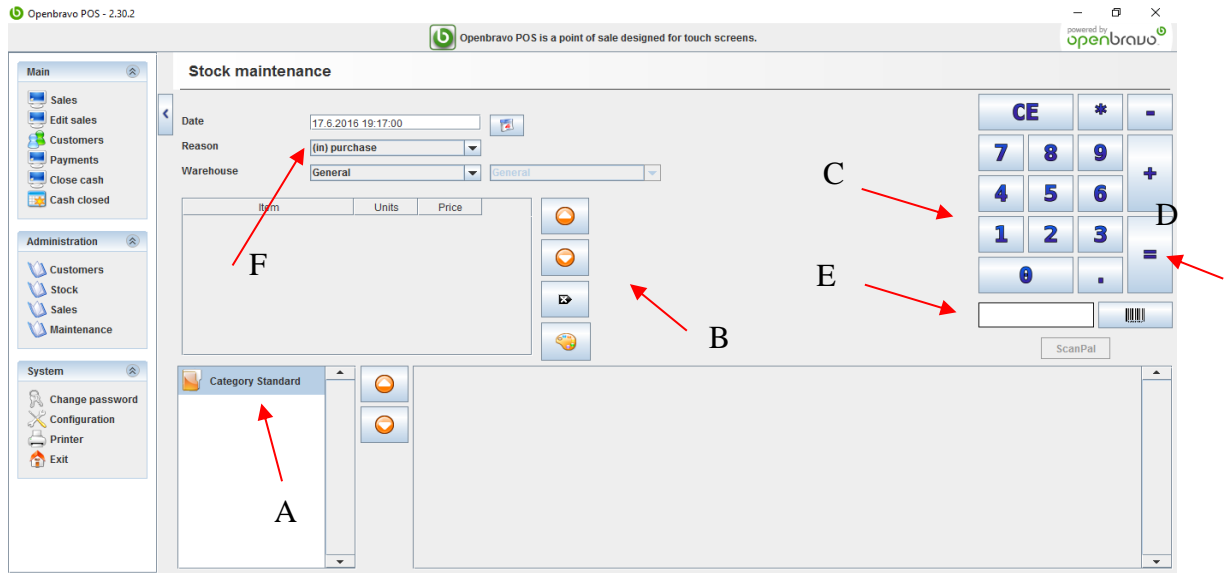 Openbravo POS - 2.30.2
Openbravo POS is a point of sale designed for touch screens.
powered by
openbravo
Main
Sales
Edit sales
Customers
Payments
Close cash
Cash closed
Administration
Customers
Stock
Sales
Maintenance
System
Change password
Configuration
Printer
Exit
Stock maintenance
Date 17.6.2016 19:17:00
Reason (in) purchase
Warehouse General General
Item Units Price
F
B
Category Standard
A
C
E
D
CE * -
7 8 9 +
4 5 6
1 2 3 =
0 .
ScanPal